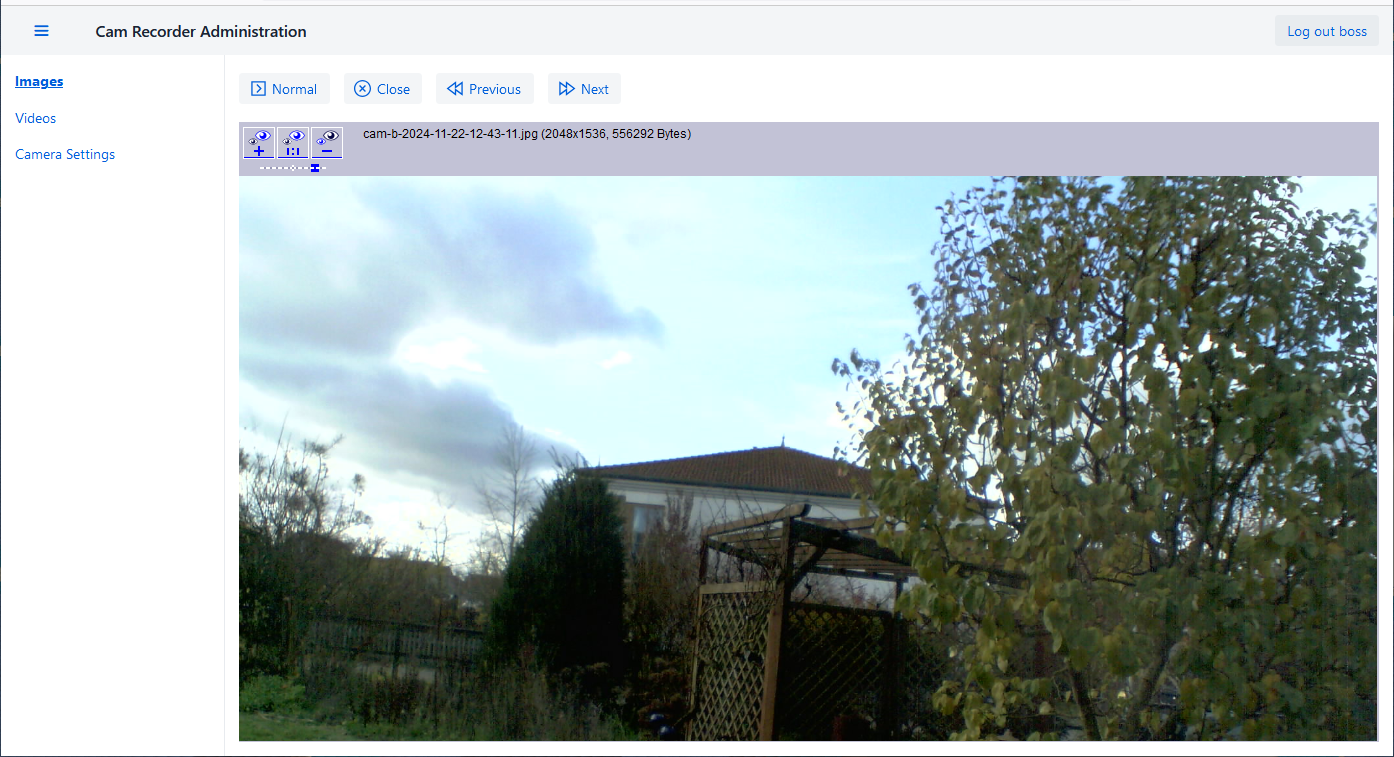 Cam Recorder Administration
Log out boss
Images
Videos
Camera Settings
Normal
Close
Previous
Next
1:1
cam-b-2024-11-22-12-43-11.jpg (2048x1536, 556292 Bytes)